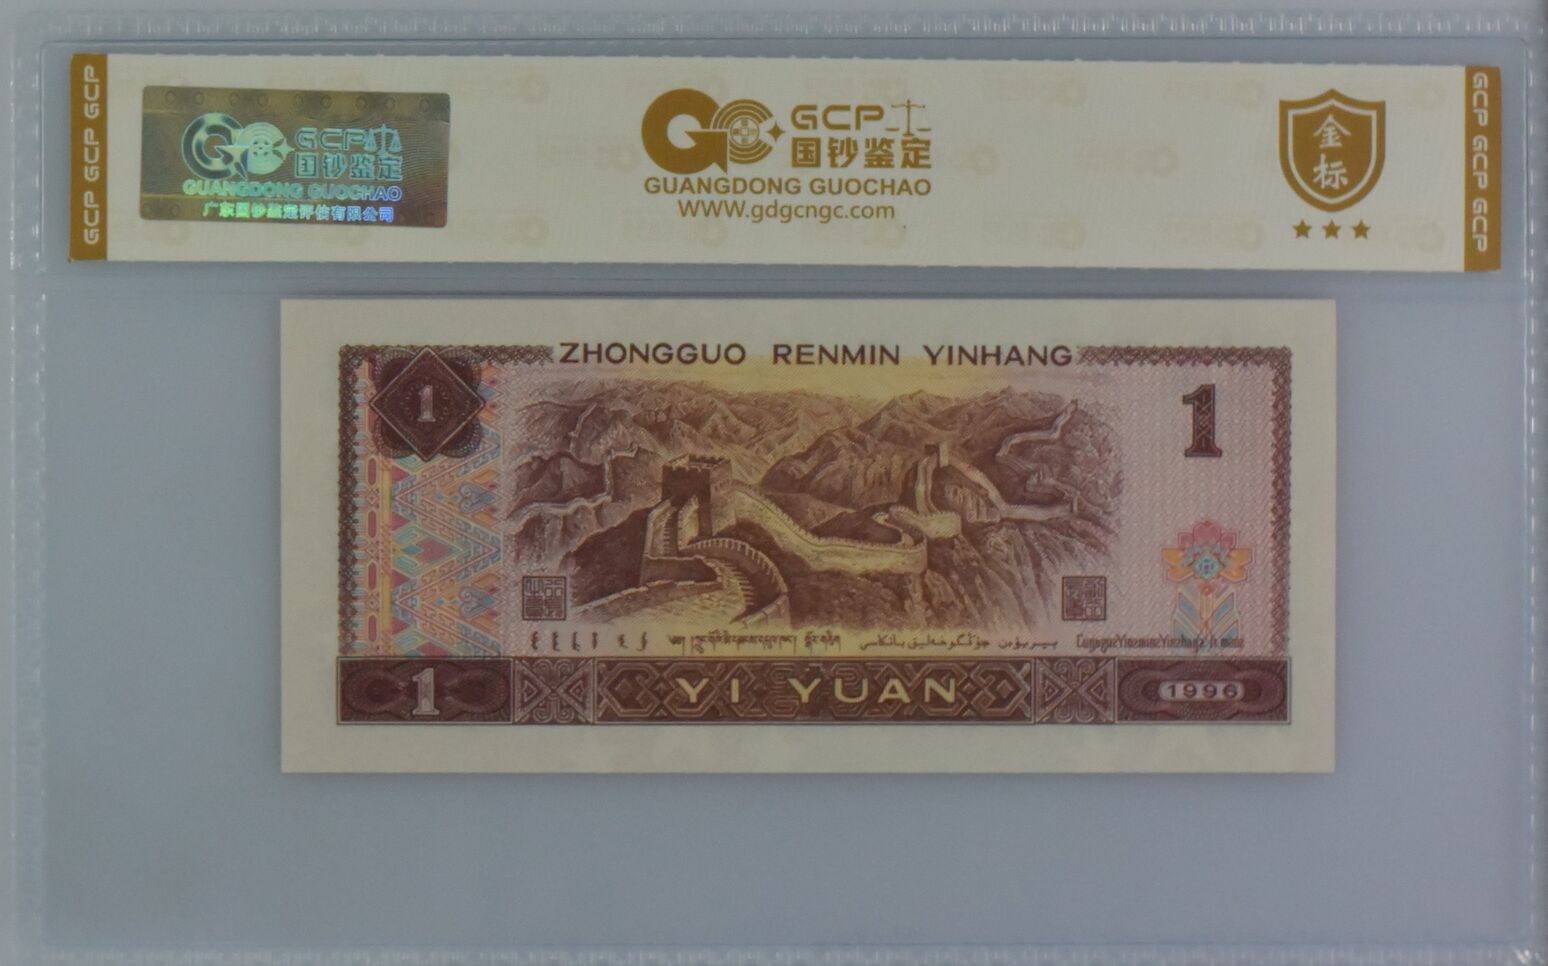 GCP GCP GCP
GCP
国钞鉴定
GUANGDONG GUOCHAO
广东国钞鉴定评估有限公司
GCP
国钞鉴定
GUANGDONG GUOCHAO
WWW.gdgcngc.com
金标
GCP GCP GCP
ZHONGGUO RENMIN YINHANG
1
1
1
YI YUAN
1996